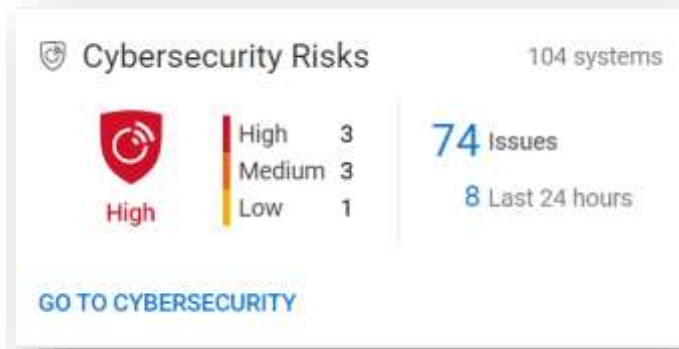 Cybersecurity Risks 104 systems
High 3
Medium 3
Low 1
High
74 Issues
8 Last 24 hours
GO TO CYBERSECURITY